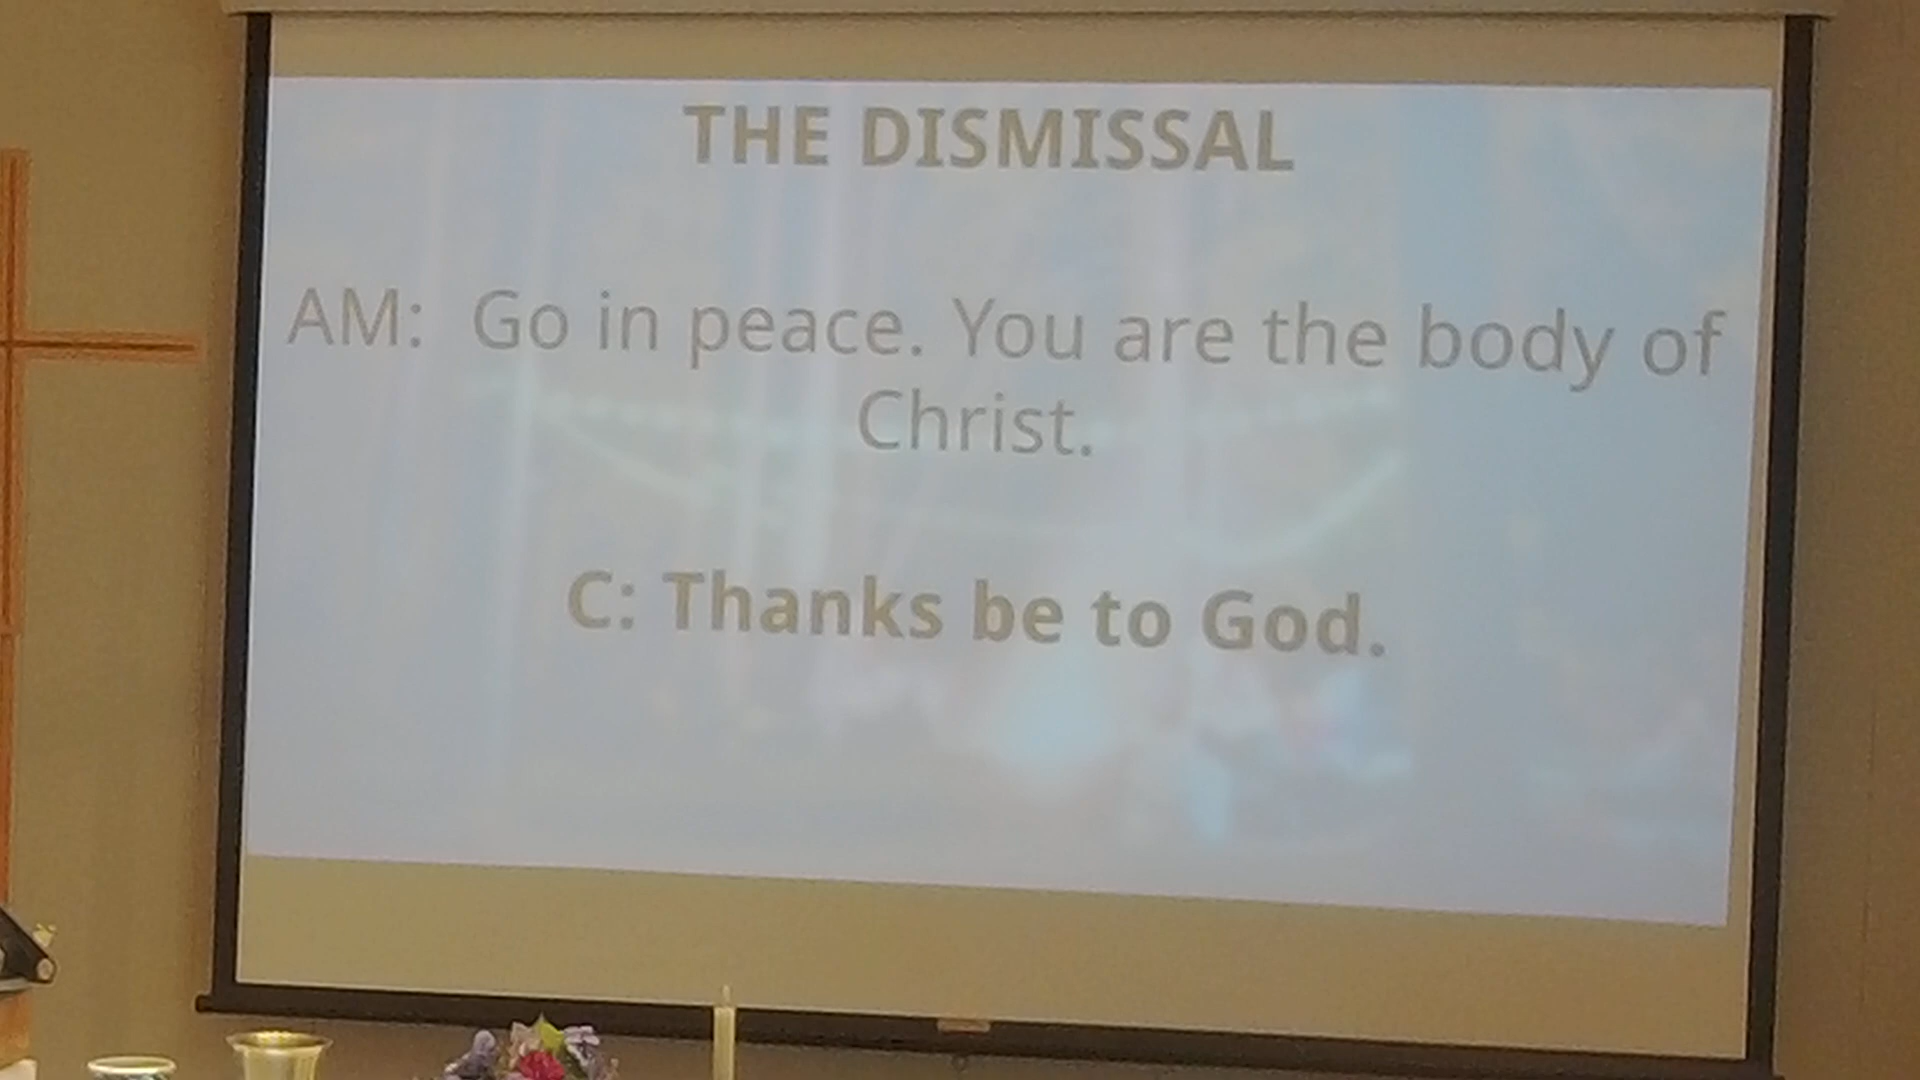 THE DISMISSAL
AM: Go in peace. You are the body of
Christ.
C: Thanks be to God.